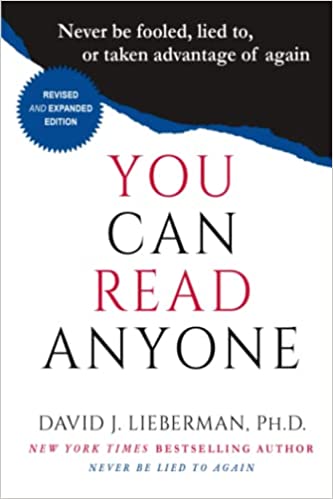 Never be fooled, lied to,
or taken advantage of again
REVISED
AND EXPANDED
EDITION
YOU
CAN
READ
ANYONE
DAVID J. LIEBERMAN, PH.D.
NEW YORK TIMES BESTSELLING AUTHOR
NEVER BE LIED TO AGAIN